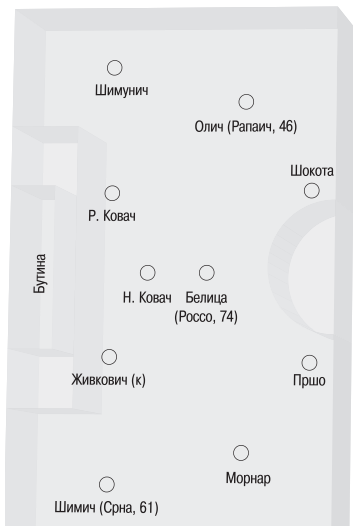 Шимунич
Олич (Рапаич, 46)
Шокота
Р. Ковач
Бутина
Н. Ковач
Белица
(Россо, 74)
Живкович (к)
Пршо
Морнар
Шимич (Срна, 61)